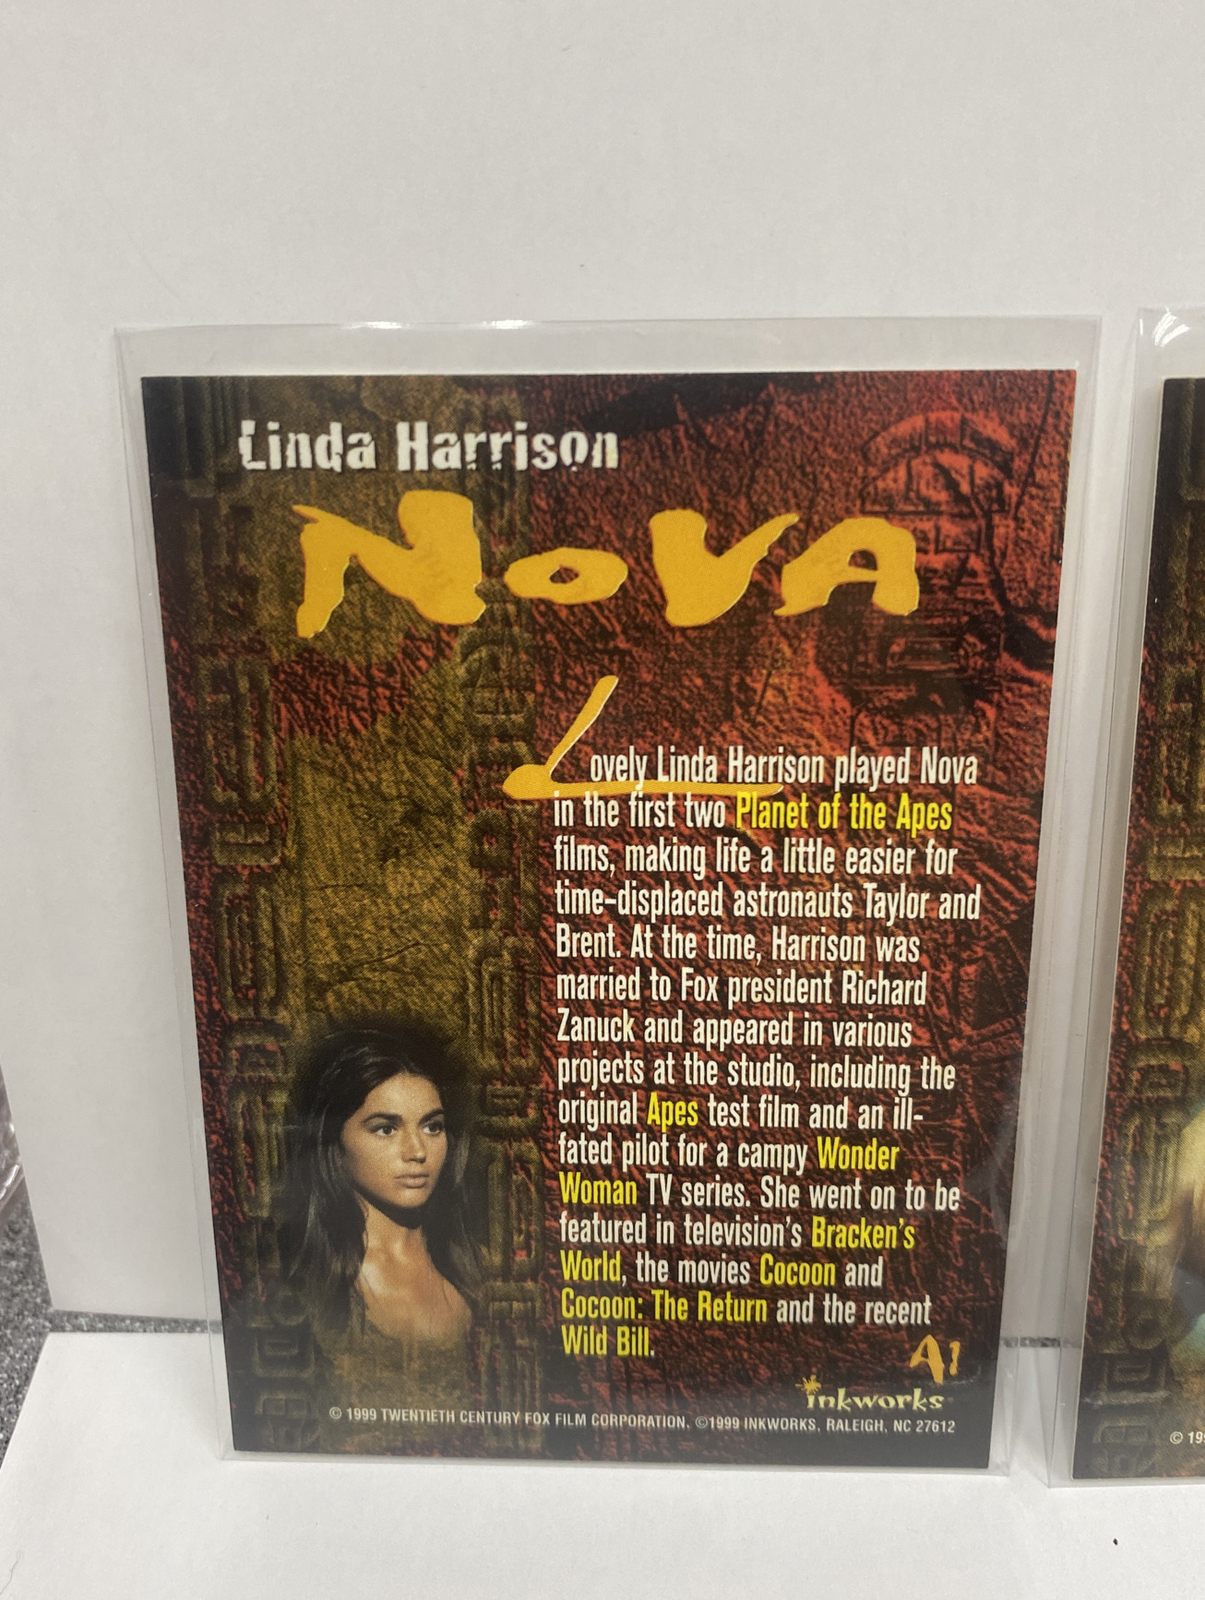 Linda Harrison
NOVA
Lovely Linda Harrison played Nova
in the first two Planet of the Apes
films, making life a little easier for
time-displaced astronauts Taylor and
Brent. At the time, Harrison was
married to Fox president Richard
Zanuck and appeared in various
projects at the studio, including the
original Apes test film and an ill-
fated pilot for a campy Wonder
Woman TV series. She went on to be
featured in television's Bracken's
World, the movies Cocoon and
Cocoon: The Return and the recent
Wild Bill.
A1
inkworks
© 1999 TWENTIETH CENTURY FOX FILM CORPORATION. ©1999 INKWORKS, RALEIGH, NC 27612